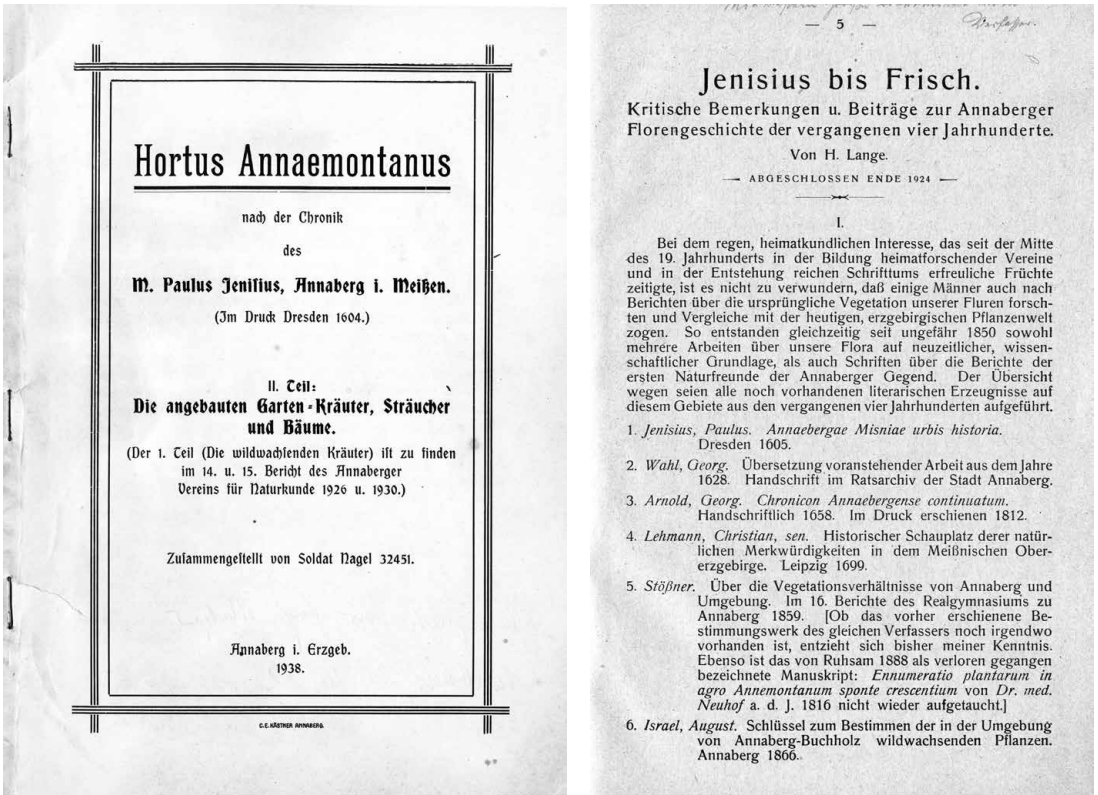 Hortus Annaemontanus
nach der Chronik
des
M. Paulus Jenisius, Annaberg i. Meißen.
(Im Druck Dresden 1604.)
II. Teil:
Die angebauten Garten-Kräuter, Sträucher
und Bäume.
(Der 1. Teil (Die wildwachsenden Kräuter) ist zu finden
im 14. u. 15. Bericht des Annaberger
Vereins für Naturkunde 1926 u. 1930.)
Zusammengestellt von Soldat Nagel 32451.
Annaberg i. Erzgeb.
1938.
C.E. KÄSTNER ANNABERG.
— 5 —
Verfasser.
Jenisius bis Frisch.
Kritische Bemerkungen u. Beiträge zur Annaberger
Florengeschichte der vergangenen vier Jahrhunderte.
Von H. Lange.
— ABGESCHLOSSEN ENDE 1924 —
I.
Bei dem regen, heimatkundlichen Interesse, das seit der Mitte
des 19. Jahrhunderts in der Bildung heimatforschender Vereine
und in der Entstehung reichen Schrifttums erfreuliche Früchte
zeitigte, ist es nicht zu verwundern, daß einige Männer auch nach
Berichten über die ursprüngliche Vegetation unserer Fluren forsch-
ten und Vergleiche mit der heutigen, erzgebirgischen Pflanzenwelt
zogen. So entstanden gleichzeitig seit ungefähr 1850 sowohl
mehrere Arbeiten über unsere Flora auf neuzeitlicher, wissen-
schaftlicher Grundlage, als auch Schriften über die Berichte der
ersten Naturfreunde der Annaberger Gegend. Der Übersicht
wegen seien alle noch vorhandenen literarischen Erzeugnisse auf
diesem Gebiete aus den vergangenen vier Jahrhunderten aufgeführt.
1. Jenisius, Paulus. Annaebergae Misniae urbis historia.
Dresden 1605.
2. Wahl, Georg. Übersetzung voranstehender Arbeit aus dem Jahre
1628. Handschrift im Ratsarchiv der Stadt Annaberg.
3. Arnold, Georg. Chronicon Annaebergense continuatum.
Handschriftlich 1658. Im Druck erschienen 1812.
4. Lehmann, Christian, sen. Historischer Schauplatz derer natür-
lichen Merkwürdigkeiten in dem Meißnischen Ober-
erzgebirge. Leipzig 1699.
5. Stößner. Über die Vegetationsverhältnisse von Annaberg und
Umgebung. Im 16. Berichte des Realgymnasiums zu
Annaberg 1859. [Ob das vorher erschienene Be-
stimmungswerk des gleichen Verfassers noch irgendwo
vorhanden ist, entzieht sich bisher meiner Kenntnis.
Ebenso ist das von Ruhsam 1888 als verloren gegangen
bezeichnete Manuskript: Ennumeratio plantarum in
agro Annemontanum sponte crescentium von Dr. med.
Neuhof a. d. J. 1816 nicht wieder aufgetaucht.]
6. Israel, August. Schlüssel zum Bestimmen der in der Umgebung
von Annaberg-Buchholz wildwachsenden Pflanzen.
Annaberg 1866.